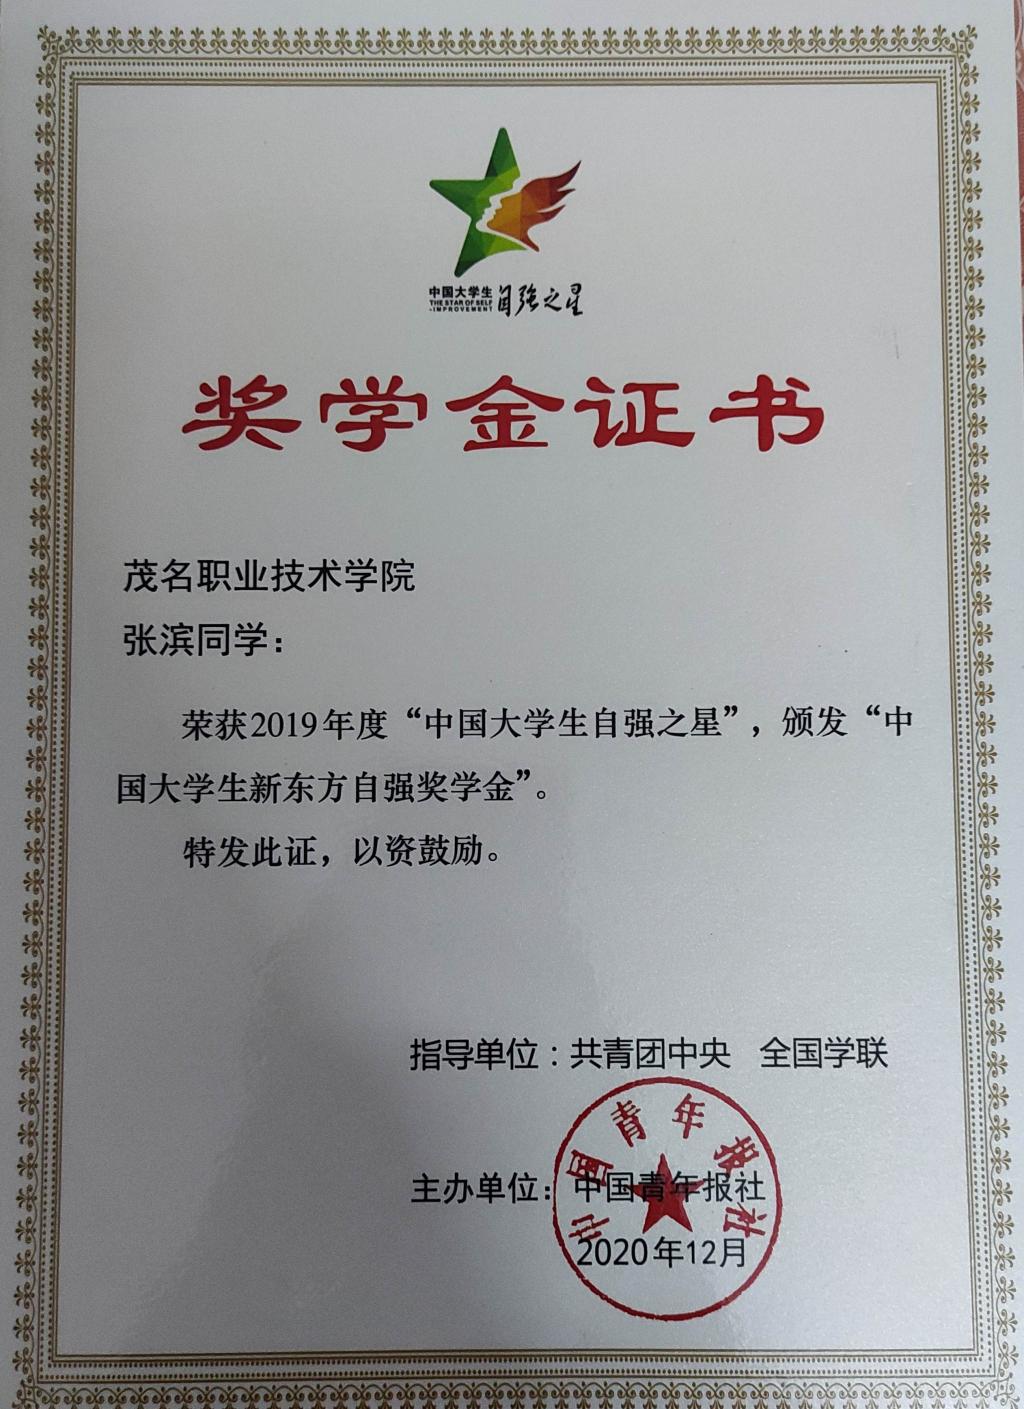 中国大学生
THE STAR OF SELF
-IMPROVEMENT
自强之星
奖学金证书
茂名职业技术学院
张滨同学：
荣获2019年度“中国大学生自强之星”，颁发“中
国大学生新东方自强奖学金”。
特发此证，以资鼓励。
指导单位：共青团中央 全国学联
主办单位：中国青年报社
2020年12月
中国青年报社